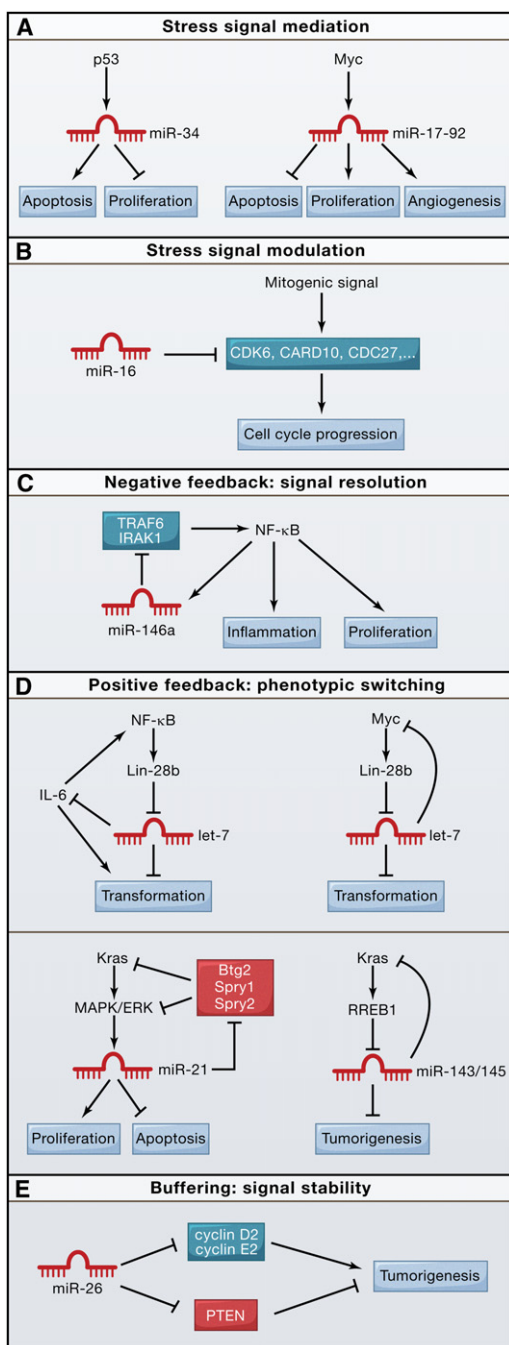 A
Stress signal mediation
p53
Myc
miR-34
miR-17-92
Apoptosis
Proliferation
Apoptosis
Proliferation
Angiogenesis
B
Stress signal modulation
Mitogenic signal
miR-16
CDK6, CARD10, CDC27,...
Cell cycle progression
C
Negative feedback: signal resolution
TRAF6
IRAK1
NF-κB
miR-146a
Inflammation
Proliferation
D
Positive feedback: phenotypic switching
NF-κB
Lin-28b
IL-6
let-7
Transformation
Myc
Lin-28b
let-7
Transformation
Kras
MAPK/ERK
Btg2
Spry1
Spry2
miR-21
Proliferation
Apoptosis
Kras
RREB1
miR-143/145
Tumorigenesis
E
Buffering: signal stability
miR-26
cyclin D2
cyclin E2
PTEN
Tumorigenesis